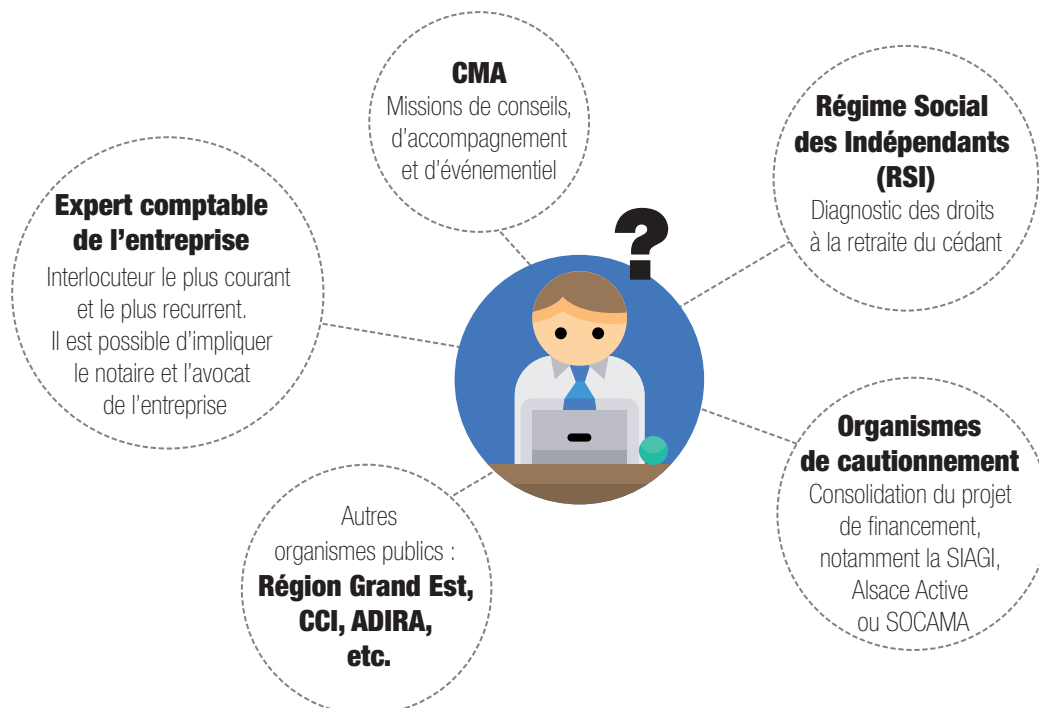 CMA
Missions de conseils,
d'accompagnement
et d'événementiel
Régime Social
des Indépendants
(RSI)
Diagnostic des droits
à la retraite du cédant
Expert comptable
de l'entreprise
Interlocuteur le plus courant
et le plus recurrent.
Il est possible d'impliquer
le notaire et l'avocat
de l'entreprise
?
Organismes
de cautionnement
Consolidation du projet
de financement,
notamment la SIAGI,
Alsace Active
ou SOCAMA
Autres
organismes publics :
Région Grand Est,
CCI, ADIRA,
etc.